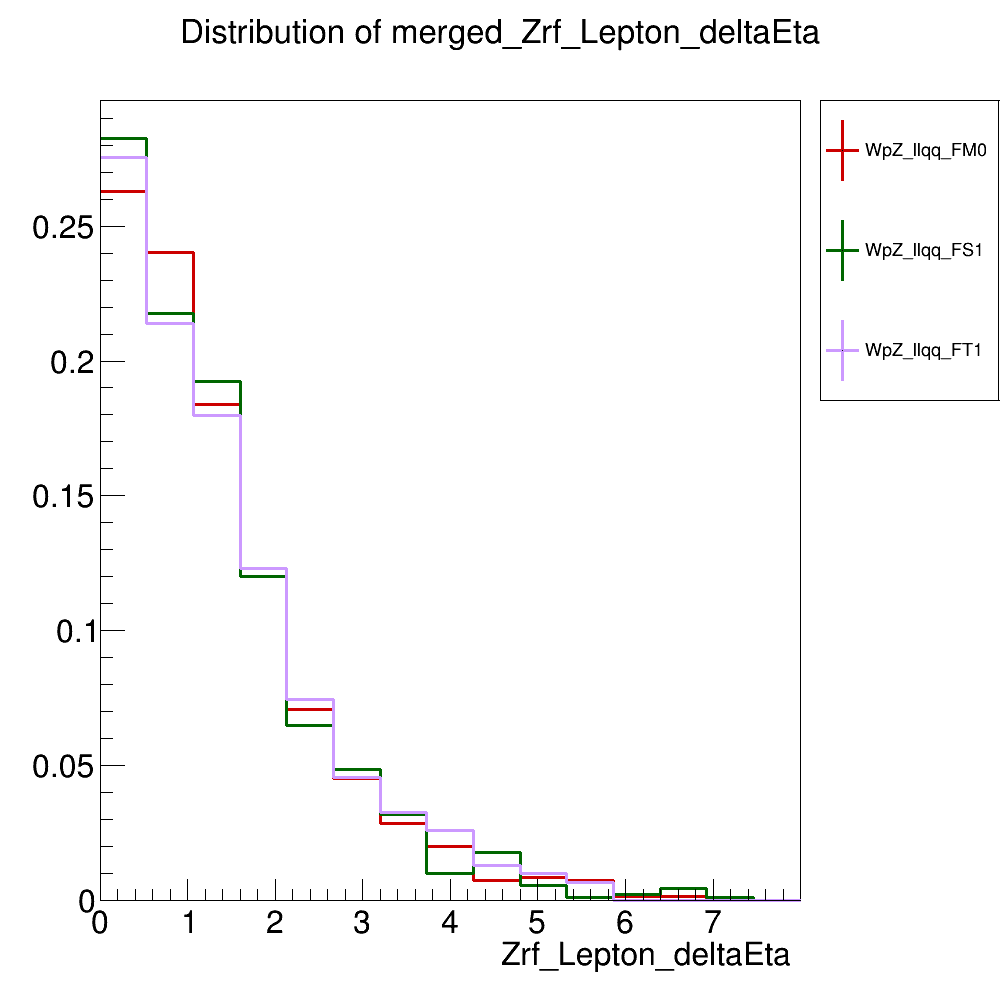 Distribution of merged_Zrf_Lepton_deltaEta
WpZ_llqq_FM0
WpZ_llqq_FS1
WpZ_llqq_FT1
0.25
0.2
0.15
0.1
0.05
0
0 1 2 3 4 5 6 7
Zrf_Lepton_deltaEta